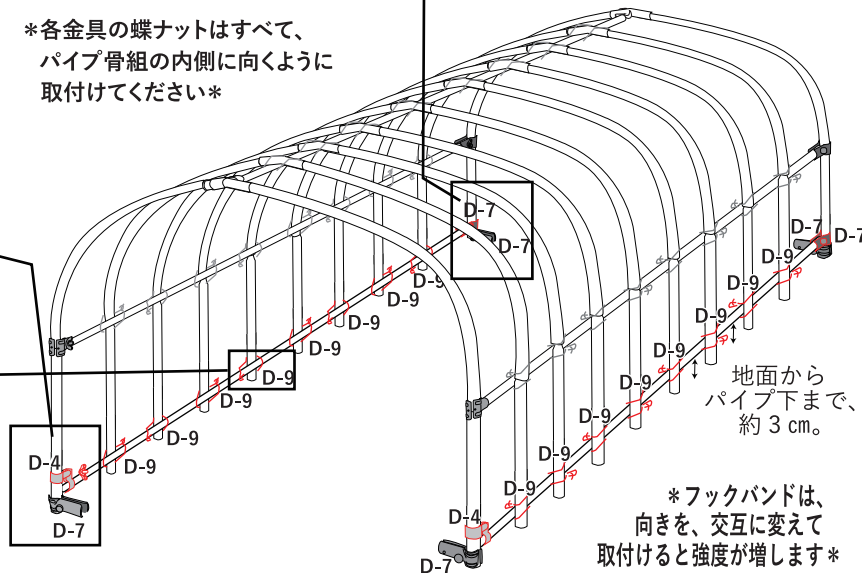 *各金具の蝶ナットはすべて、
パイプ骨組の内側に向くように
取付けてください*
D-7
D-7
D-7
D-7
D-9
D-9
D-9
D-9
D-9
D-9
D-9
D-9
D-4
D-7
D-9
D-9
D-9
D-9
D-9
D-9
D-9
D-9
D-4
D-7
地面から
パイプ下まで、
約3㎝。
*フックバンドは、
向きを、交互に変えて
取付けると強度が増します*